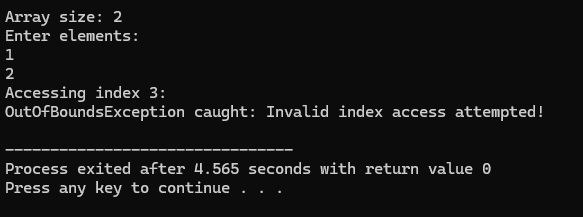 Array size: 2
Enter elements:
1
2
Accessing index 3:
OutOfBoundsException caught: Invalid index access attempted!
--------------------------------
Process exited after 4.565 seconds with return value 0
Press any key to continue . . .